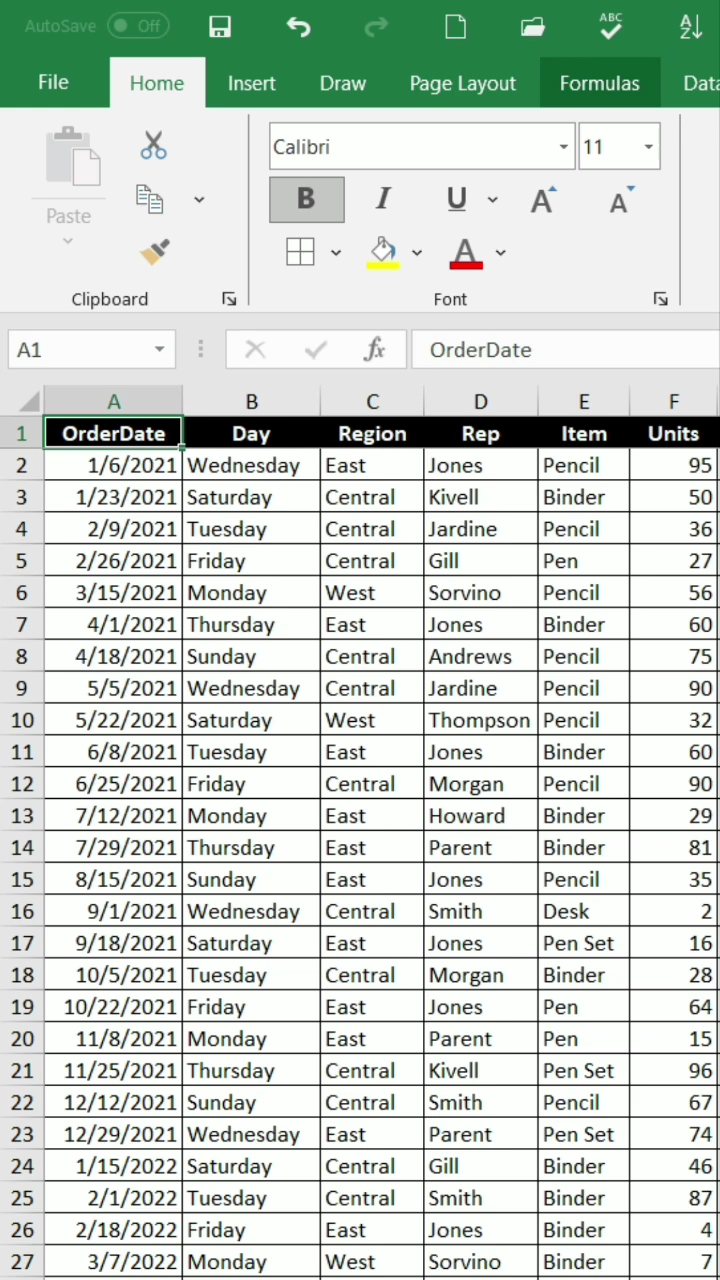 AutoSave Off ABC A Z
File Home Insert Draw Page Layout Formulas Data
Calibri 11
B I U A A
Paste
A
Clipboard Font
A1 fx OrderDate
A B C D E F
1 OrderDate Day Region Rep Item Units
2 1/6/2021 Wednesday East Jones Pencil 95
3 1/23/2021 Saturday Central Kivell Binder 50
4 2/9/2021 Tuesday Central Jardine Pencil 36
5 2/26/2021 Friday Central Gill Pen 27
6 3/15/2021 Monday West Sorvino Pencil 56
7 4/1/2021 Thursday East Jones Binder 60
8 4/18/2021 Sunday Central Andrews Pencil 75
9 5/5/2021 Wednesday Central Jardine Pencil 90
10 5/22/2021 Saturday West Thompson Pencil 32
11 6/8/2021 Tuesday East Jones Binder 60
12 6/25/2021 Friday Central Morgan Pencil 90
13 7/12/2021 Monday East Howard Binder 29
14 7/29/2021 Thursday East Parent Binder 81
15 8/15/2021 Sunday East Jones Pencil 35
16 9/1/2021 Wednesday Central Smith Desk 2
17 9/18/2021 Saturday East Jones Pen Set 16
18 10/5/2021 Tuesday Central Morgan Binder 28
19 10/22/2021 Friday East Jones Pen 64
20 11/8/2021 Monday East Parent Pen 15
21 11/25/2021 Thursday Central Kivell Pen Set 96
22 12/12/2021 Sunday Central Smith Pencil 67
23 12/29/2021 Wednesday East Parent Pen Set 74
24 1/15/2022 Saturday Central Gill Binder 46
25 2/1/2022 Tuesday Central Smith Binder 87
26 2/18/2022 Friday East Jones Binder 4
27 3/7/2022 Monday West Sorvino Binder 7